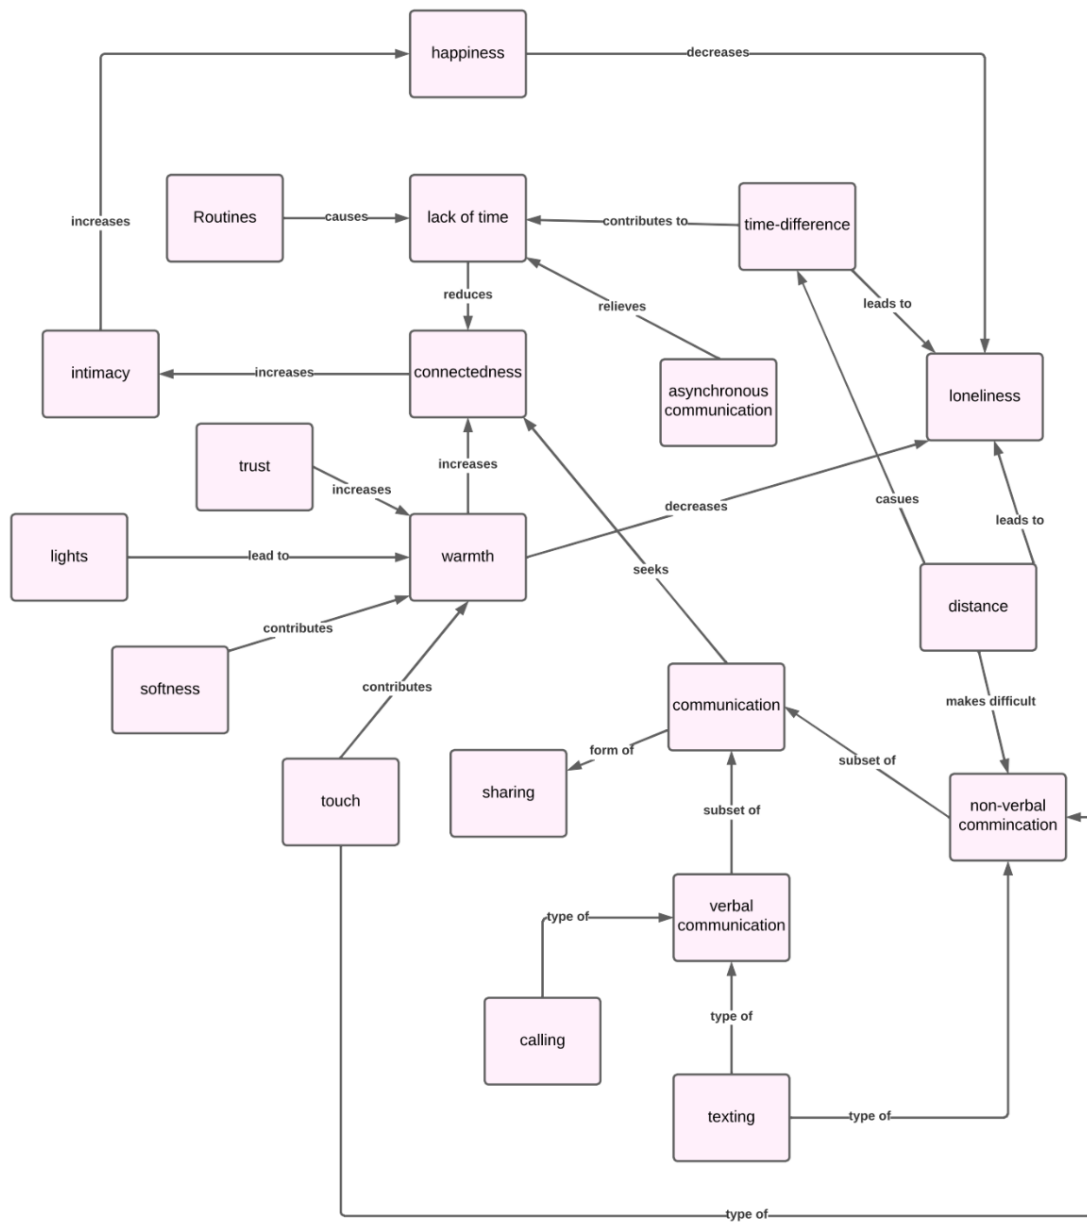 happiness
decreases
increases
Routines
causes
lack of time
contributes to
time-difference
reduces
relieves
leads to
intimacy
increases
connectedness
asynchronous
communication
loneliness
trust
increases
increases
decreases
casues
leads to
lights
lead to
warmth
seeks
distance
softness
contributes
contributes
communication
makes difficult
touch
form of
sharing
subset of
subset of
non-verbal
commincation
type of
verbal
communication
calling
type of
texting
type of
type of